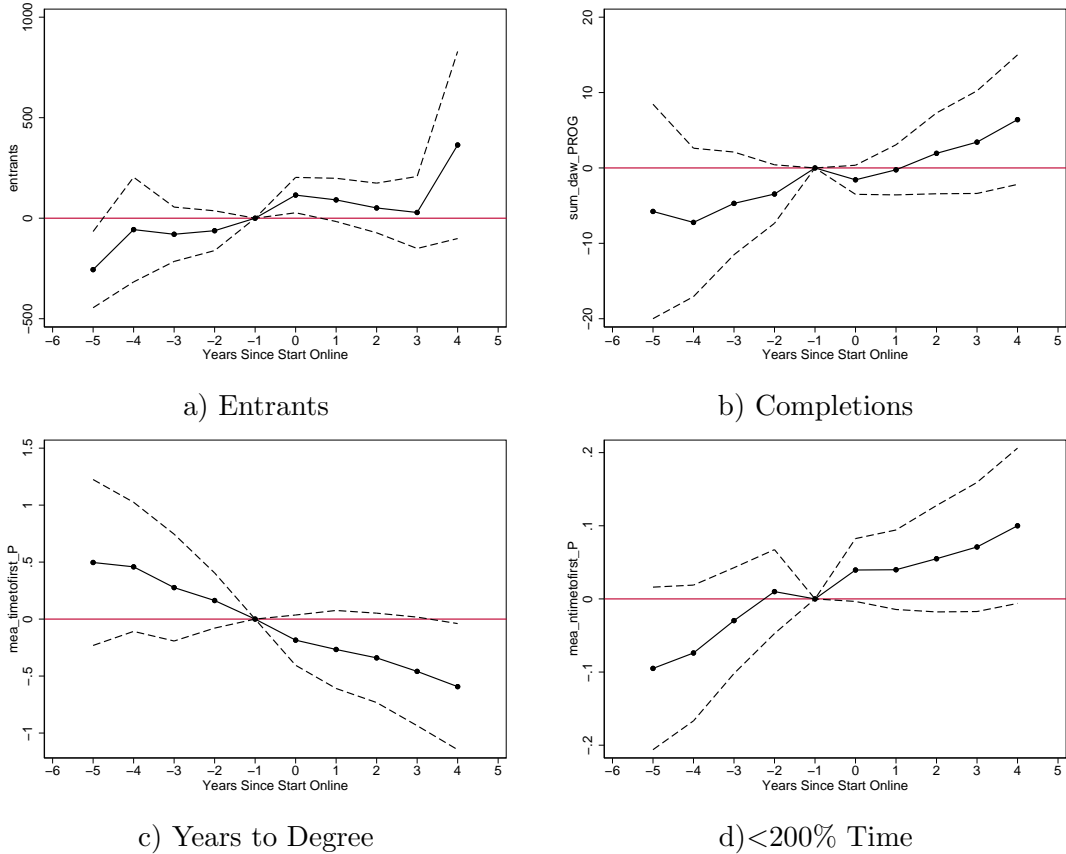 1000
500
0
−500
entrants
−6 −5 −4 −3 −2 −1 0 1 2 3 4 5
Years Since Start Online
a) Entrants
20
10
0
−10
−20
sum_daw_PROG
−6 −5 −4 −3 −2 −1 0 1 2 3 4 5
Years Since Start Online
b) Completions
1.5
1
.5
0
−.5
−1
mea_timetofirst_P
−6 −5 −4 −3 −2 −1 0 1 2 3 4 5
Years Since Start Online
c) Years to Degree
.2
.1
0
−.1
−.2
mea_ntimetofirst_P
−6 −5 −4 −3 −2 −1 0 1 2 3 4 5
Years Since Start Online
d)<200% Time